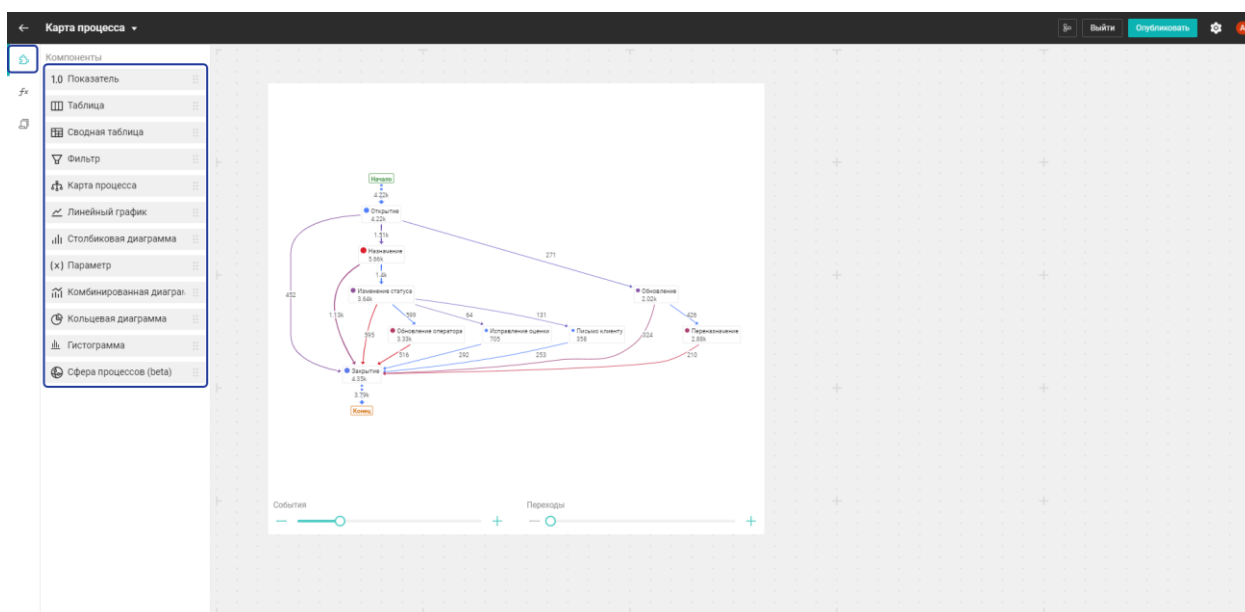 Карта процесса
Выйти
Опубликовать
Компоненты
1.0 Показатель
Таблица
Сводная таблица
Фильтр
Карта процесса
Линейный график
Столбиковая диаграмма
(x) Параметр
Комбинированная диаграм
Кольцевая диаграмма
Гистограмма
Сфера процессов (beta)
fx
Начало
4.22k
Открытие
4.22k
1.51k
271
Назначение
5.66k
1.4k
452
Изменение статуса
3.64k
Обновление
2.02k
1.13k
599
64
131
426
595
Обновление оператора
3.33k
Исправление оценки
705
Письмо клиенту
358
324
Переназначение
2.88k
516
292
253
210
Закрытие
4.35k
3.79k
Конец
События
Переходы